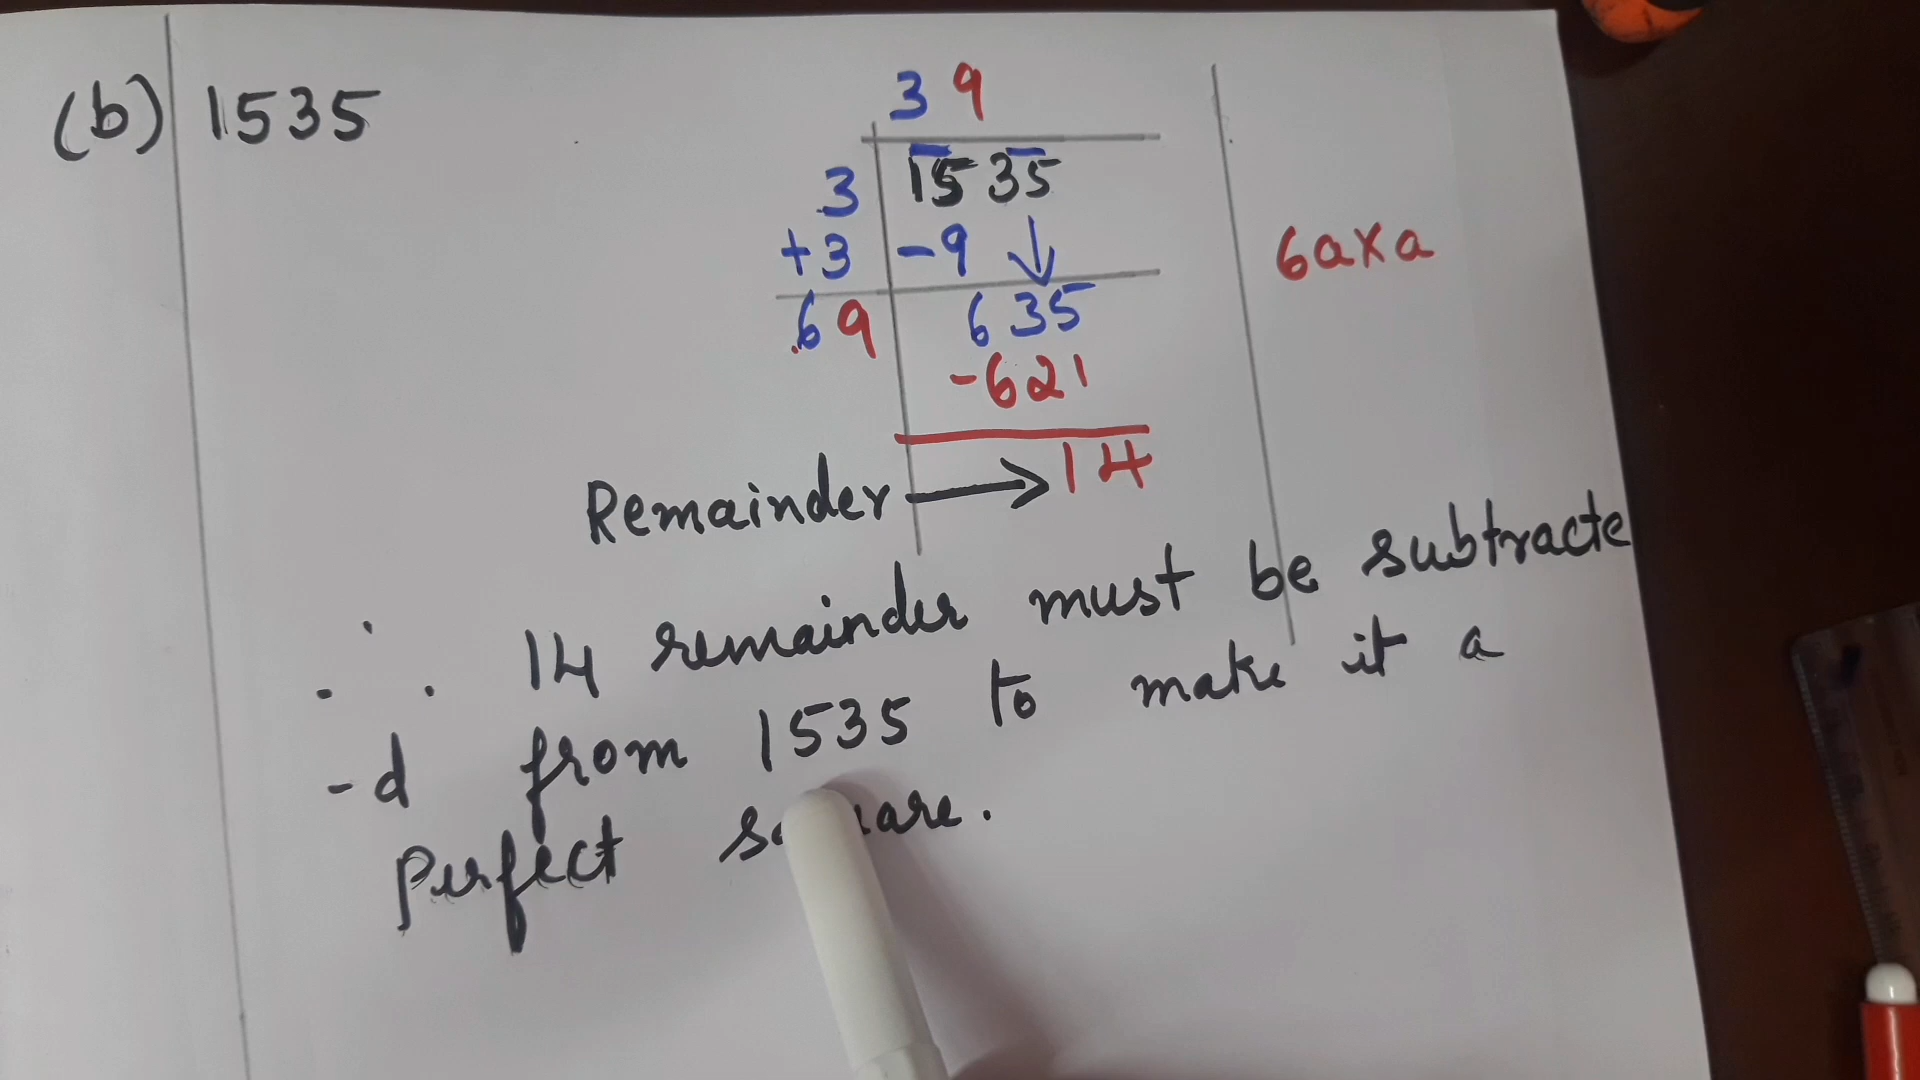 (b) 1535
39
3 1535
+3 -9
69 635
6a×a
-621
Remainder → 14
∴ 14 remainder must be subtracte
-d from 1535 to make it a
Perfect